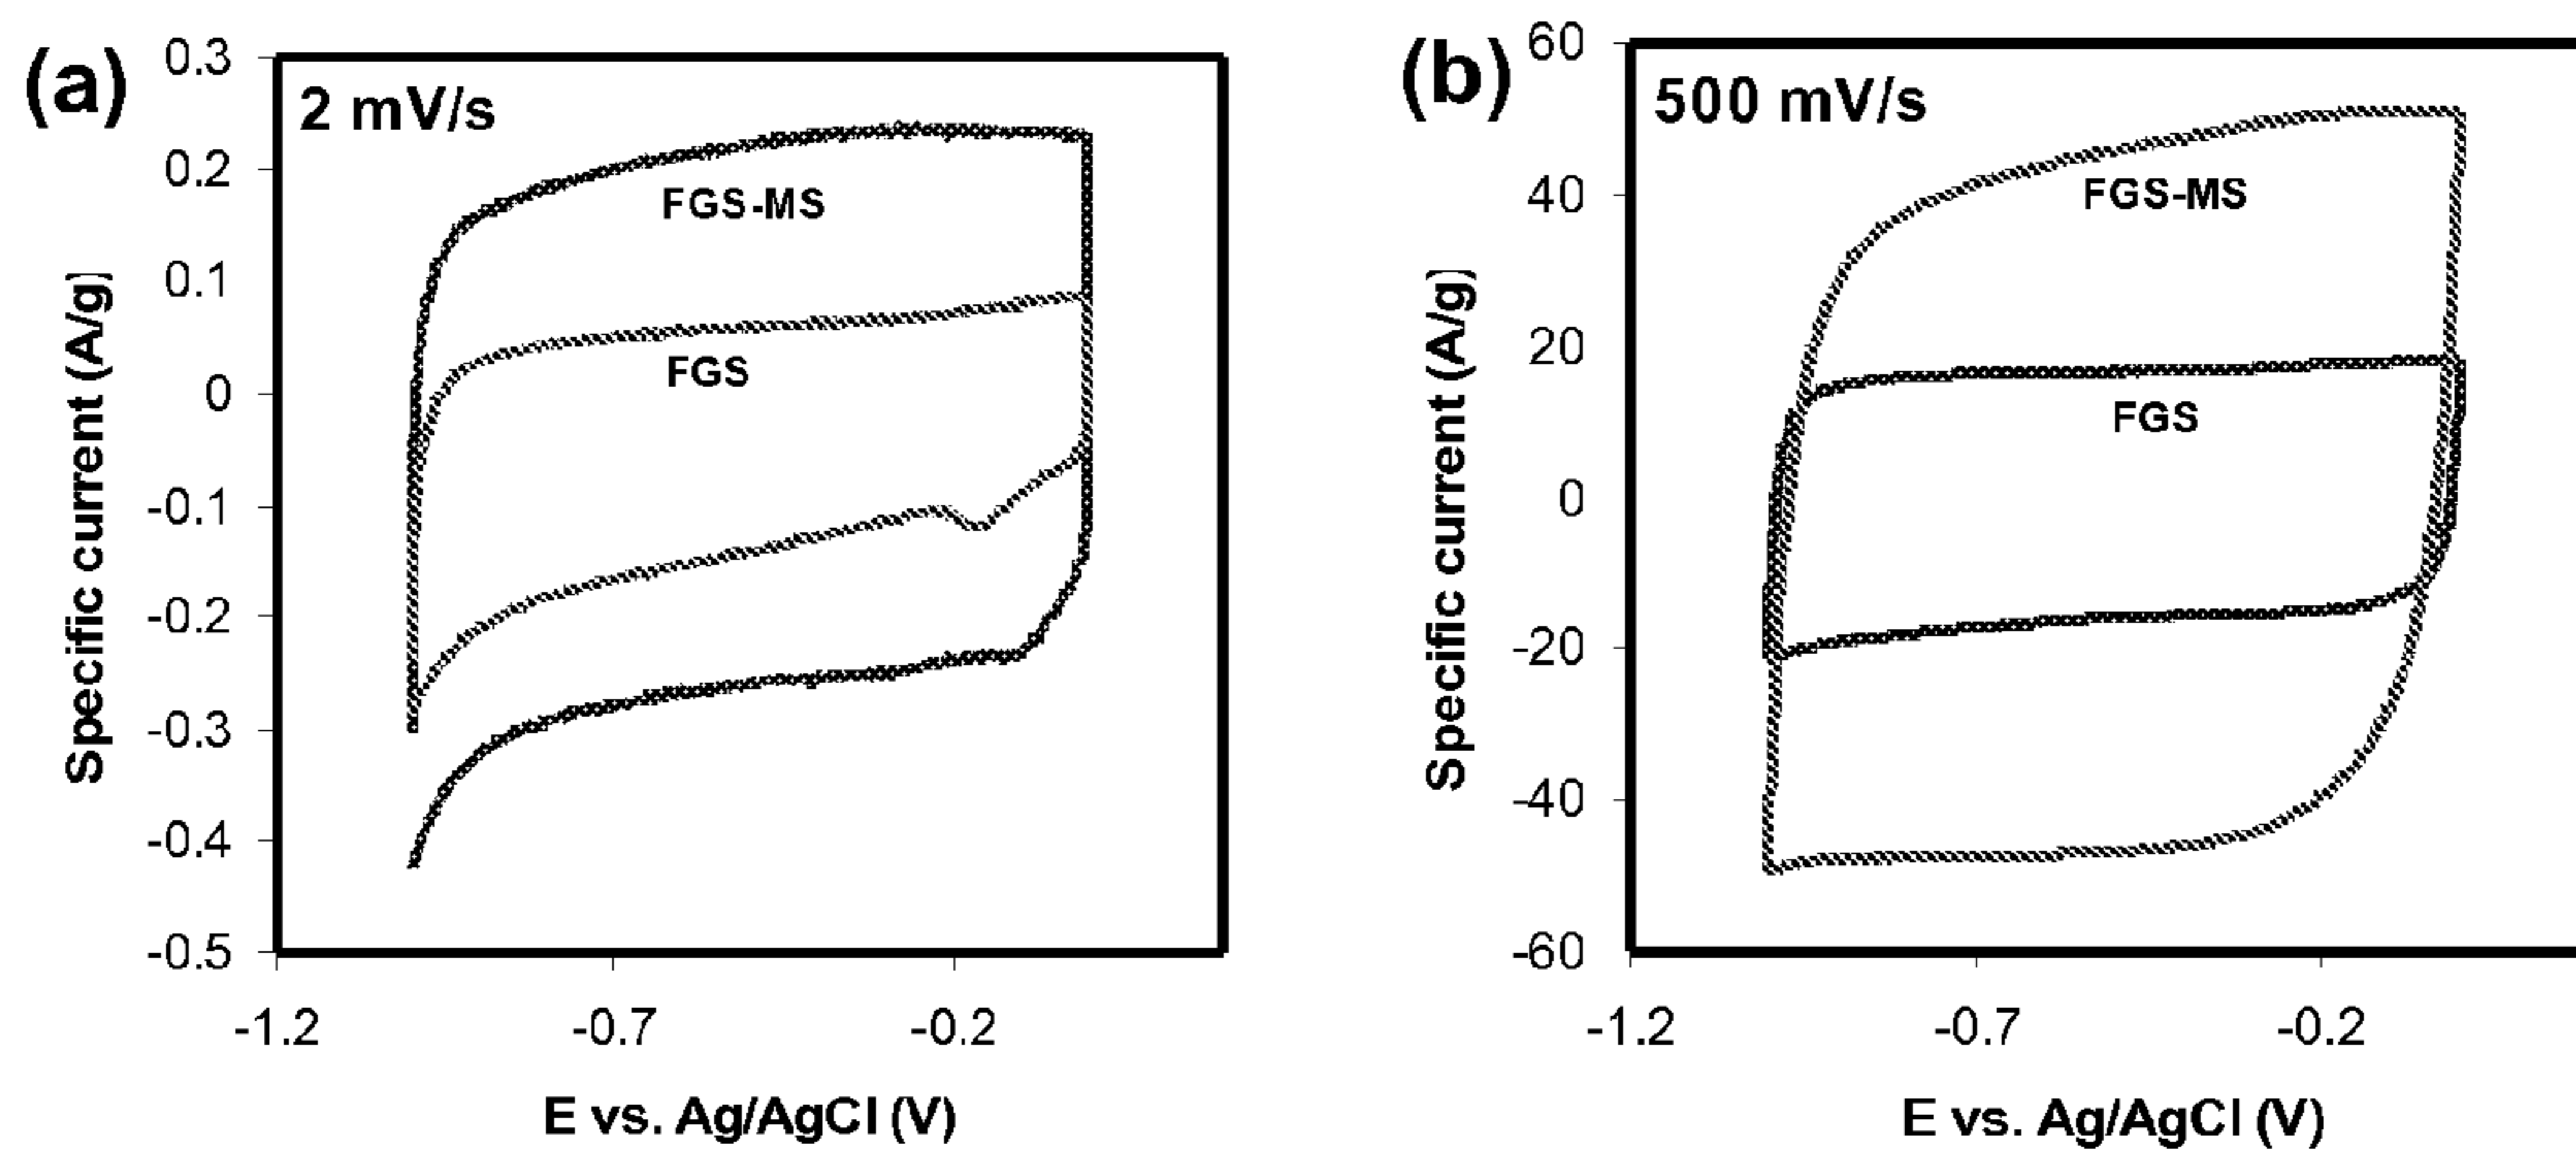 (a)
2 mV/s
0.3
0.2
0.1
0
-0.1
-0.2
-0.3
-0.4
-0.5
Specific current (A/g)
FGS-MS
FGS
-1.2 -0.7 -0.2
E vs. Ag/AgCl (V)
(b)
500 mV/s
60
40
20
0
-20
-40
-60
Specific current (A/g)
FGS-MS
FGS
-1.2 -0.7 -0.2
E vs. Ag/AgCl (V)